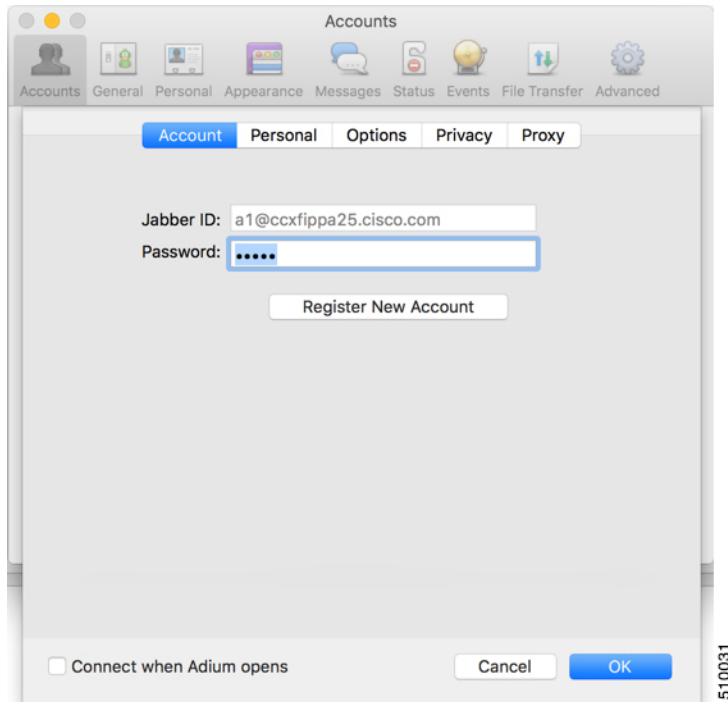 Accounts
Accounts General Personal Appearance Messages Status Events File Transfer Advanced
Account Personal Options Privacy Proxy
Jabber ID: a1@ccxfippa25.cisco.com
Password: •••••
Register New Account
Connect when Adium opens Cancel OK
510031